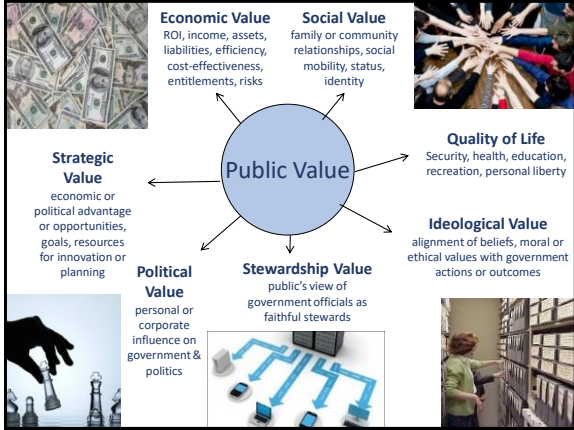 Economic Value
ROI, income, assets,
liabilities, efficiency,
cost-effectiveness,
entitlements, risks
Social Value
family or community
relationships, social
mobility, status,
identity
Public Value
Quality of Life
Security, health, education,
recreation, personal liberty
Strategic
Value
economic or
political advantage
or opportunities,
goals, resources
for innovation or
planning
Ideological Value
alignment of beliefs, moral or
ethical values with government
actions or outcomes
Political
Value
personal or
corporate
influence on
government &
politics
Stewardship Value
public's view of
government officials as
faithful stewards